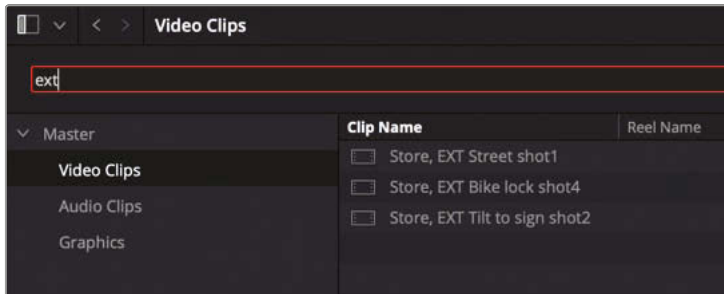 Video Clips
ext
Master
Video Clips
Audio Clips
Graphics
Clip Name Reel Name
Store, EXT Street shot1
Store, EXT Bike lock shot4
Store, EXT Tilt to sign shot2